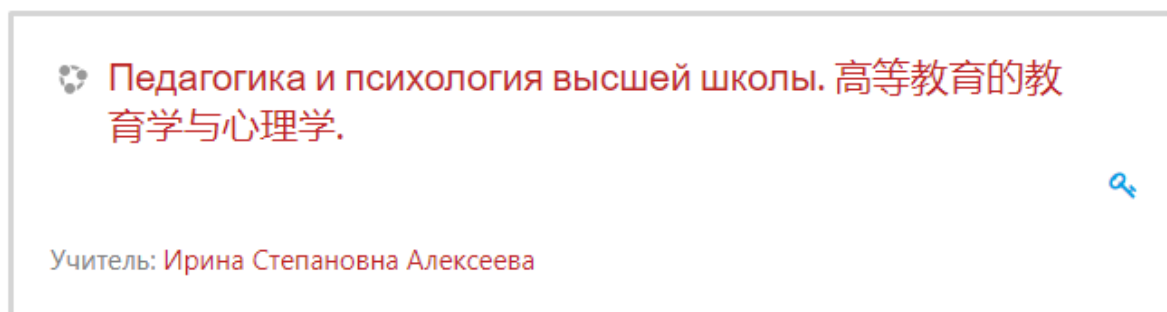 Педагогика и психология высшей школы. 高等教育的教
育学与心理学.
Учитель: Ирина Степановна Алексеева